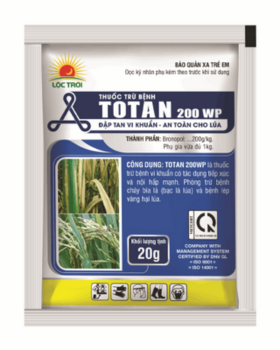 BẢO QUẢN XA TRẺ EM
Đọc kỹ nhãn phụ kèm theo trước khi sử dụng
LỘC TRỜI
THUỐC TRỪ BỆNH
TOTAN 200 WP
ĐẬP TAN VI KHUẨN - AN TOÀN CHO LÚA
THÀNH PHẦN: Bronopol: ...200g/kg.
Phụ gia vừa đủ 1kg.
CÔNG DỤNG: TOTAN 200WP là thuốc
trừ bệnh vi khuẩn có tác dụng tiếp xúc
và nội hấp mạnh. Phòng trừ bệnh
cháy bìa lá (bạc lá lúa) và bệnh lép
vàng hại lúa.
Khối lượng tịnh
20g
COMPANY WITH
MANAGEMENT SYSTEM
CERTIFIED BY DNV GL
= ISO 9001 =
= ISO 14001 =